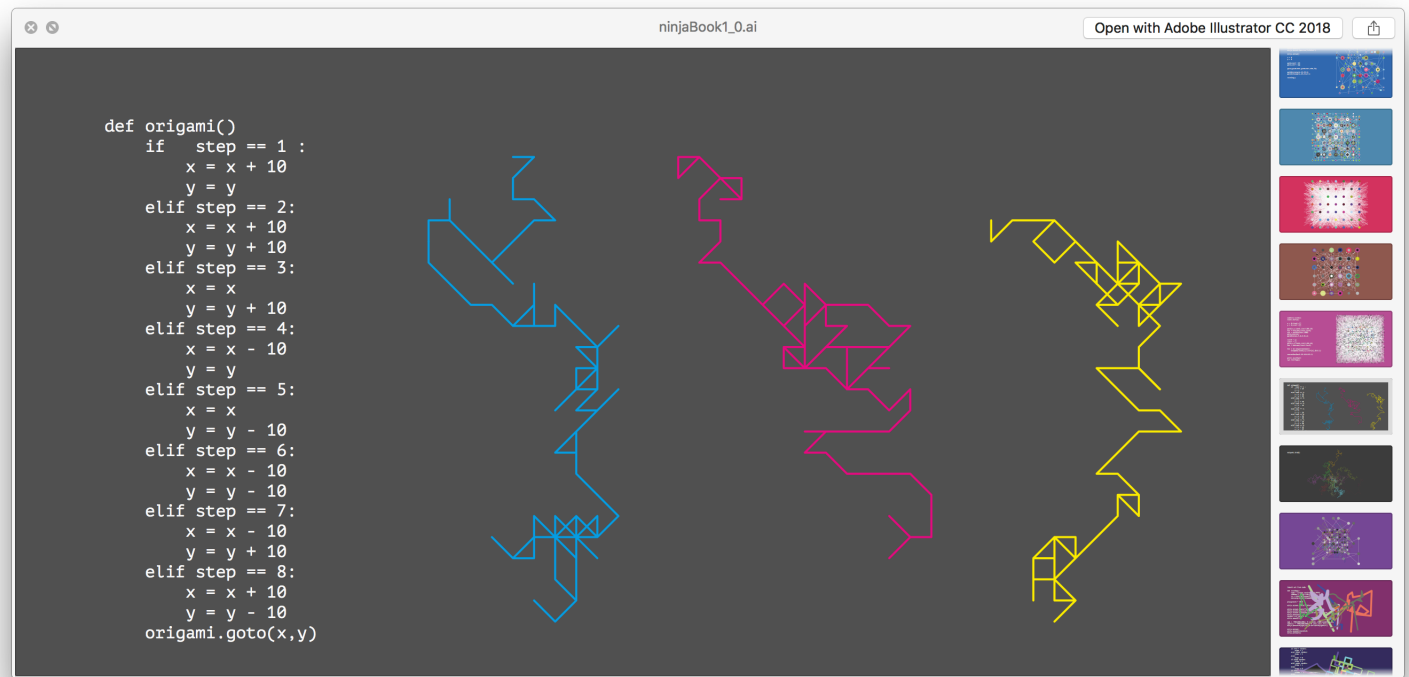 ninjaBook1_0.ai
Open with Adobe Illustrator CC 2018
def origami()
    if   step == 1 :
        x = x + 10
        y = y
    elif step == 2:
        x = x + 10
        y = y + 10
    elif step == 3:
        x = x
        y = y + 10
    elif step == 4:
        x = x - 10
        y = y
    elif step == 5:
        x = x
        y = y - 10
    elif step == 6:
        x = x - 10
        y = y - 10
    elif step == 7:
        x = x - 10
        y = y + 10
    elif step == 8:
        x = x + 10
        y = y - 10
    origami.goto(x,y)